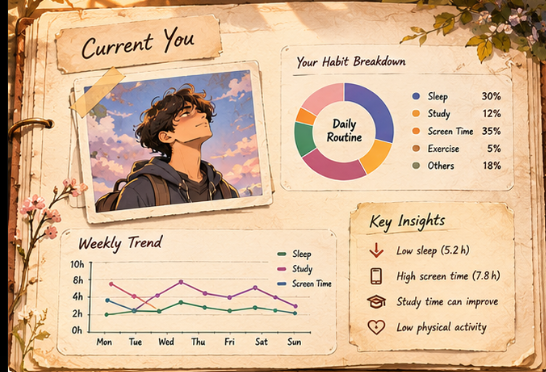 Current You
Your Habit Breakdown
Daily
Routine
Sleep 30%
Study 12%
Screen Time 35%
Exercise 5%
Others 18%
Weekly Trend
10h
8h
4h
2h
0h
Mon Tue Wed Thu Fri Sat Sun
Sleep
Study
Screen Time
Key Insights
Low sleep (5.2 h)
High screen time (7.8 h)
Study time can improve
Low physical activity